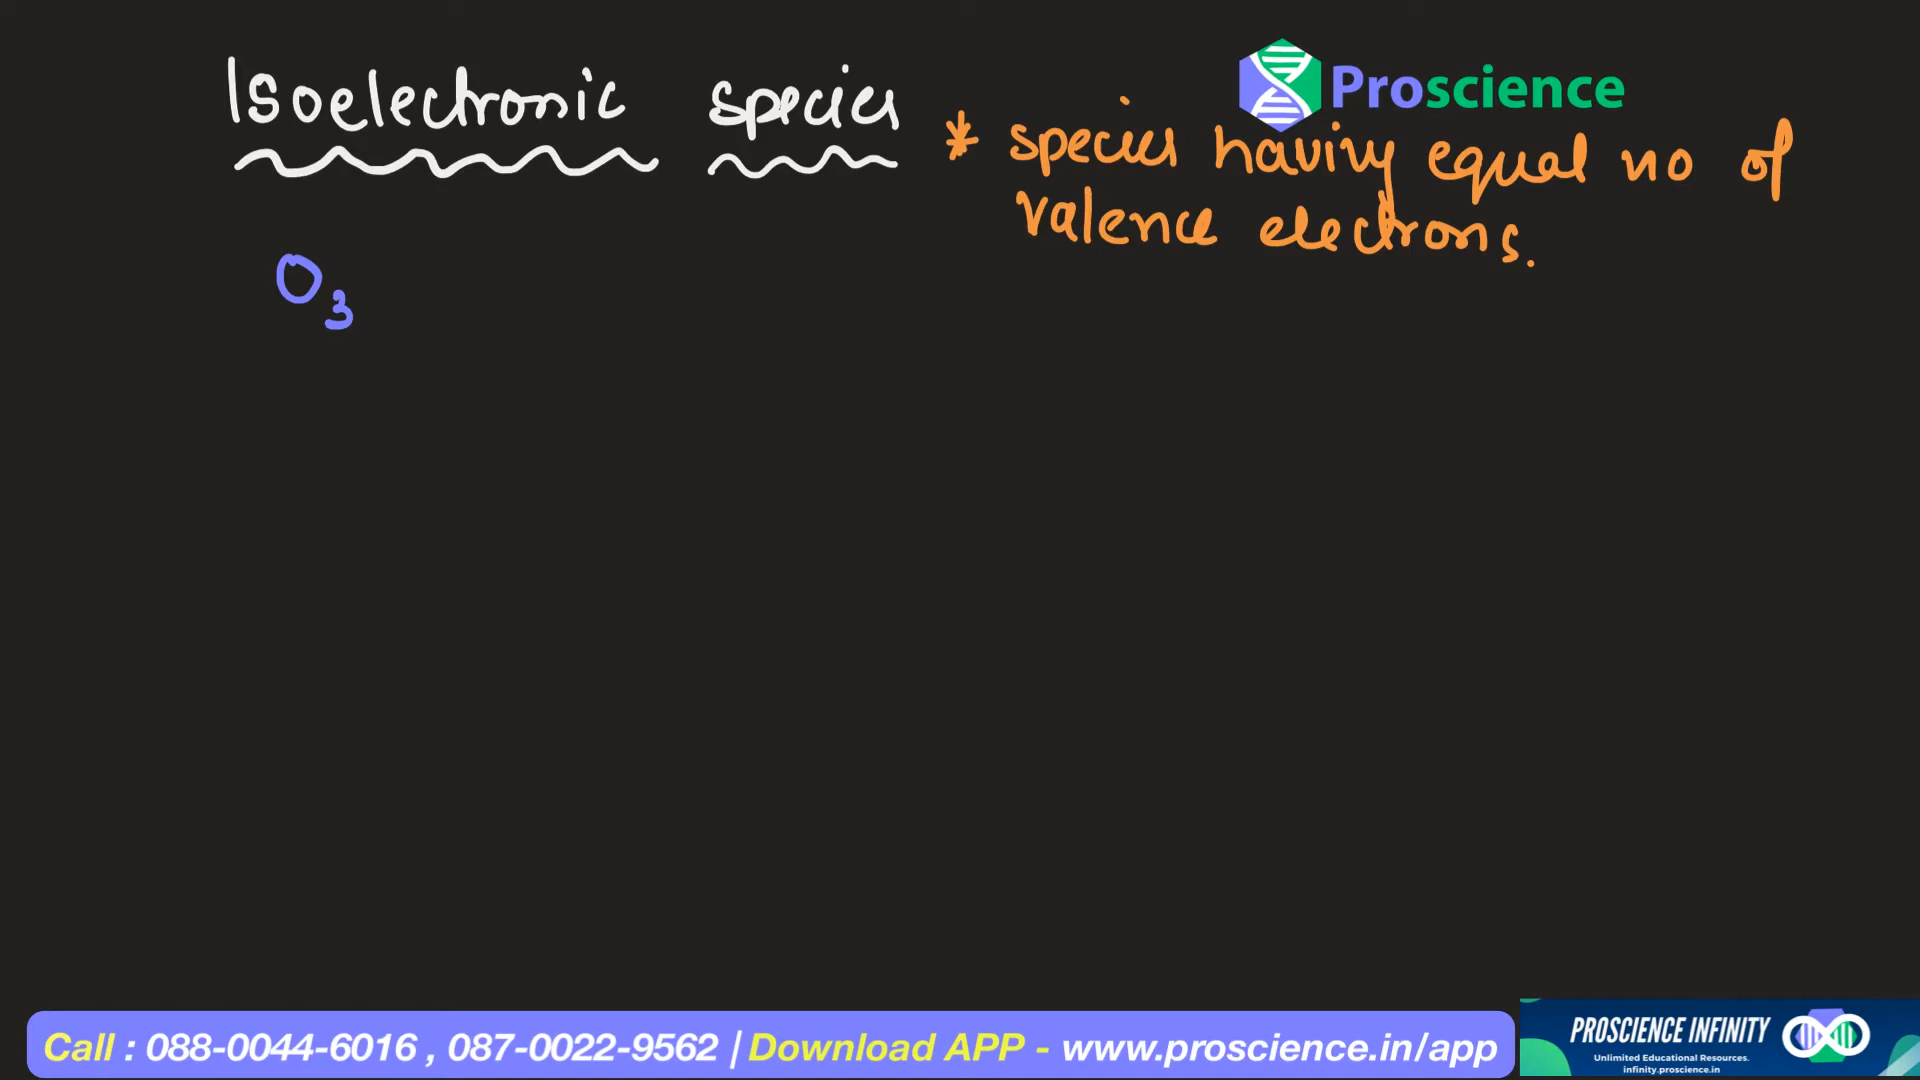 Isoelectronic species
Proscience
* species having equal no of
valence electrons.
O₃
Call : 088-0044-6016 , 087-0022-9562 | Download APP - www.proscience.in/app
PROSCIENCE INFINITY
Unlimited Educational Resources.
infinity.proscience.in